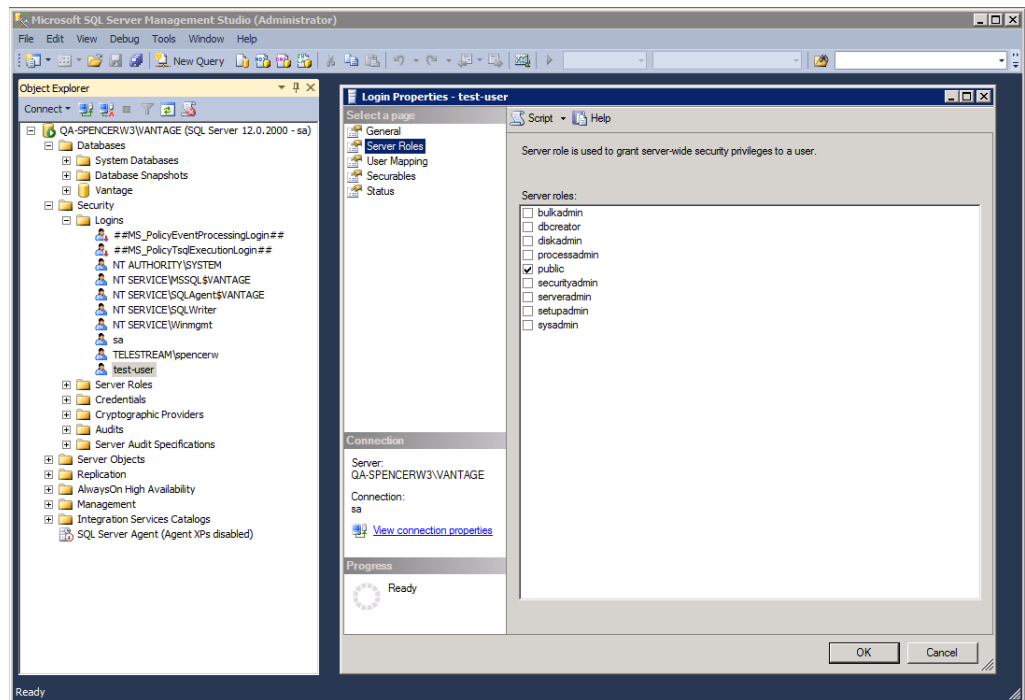 Microsoft SQL Server Management Studio (Administrator)
File Edit View Debug Tools Window Help
New Query
Object Explorer
Connect
QA-SPENCERW3\VANTAGE (SQL Server 12.0.2000 - sa)
Databases
System Databases
Database Snapshots
Vantage
Security
Logins
##MS_PolicyEventProcessingLogin##
##MS_PolicyTsqlExecutionLogin##
NT AUTHORITY\SYSTEM
NT SERVICE\MSSQL$VANTAGE
NT SERVICE\SQLAgent$VANTAGE
NT SERVICE\SQLWriter
NT SERVICE\Winmgmt
sa
TELESTREAM\spencerw
test-user
Server Roles
Credentials
Cryptographic Providers
Audits
Server Audit Specifications
Server Objects
Replication
AlwaysOn High Availability
Management
Integration Services Catalogs
SQL Server Agent (Agent XPs disabled)
Login Properties - test-user
Select a page
General
Server Roles
User Mapping
Securables
Status
Connection
Server:
QA-SPENCERW3\VANTAGE
Connection:
sa
View connection properties
Progress
Ready
Script Help
Server role is used to grant server-wide security privileges to a user.
Server roles:
bulkadmin
dbcreator
diskadmin
processadmin
public
securityadmin
serveradmin
setupadmin
sysadmin
OK Cancel
Ready